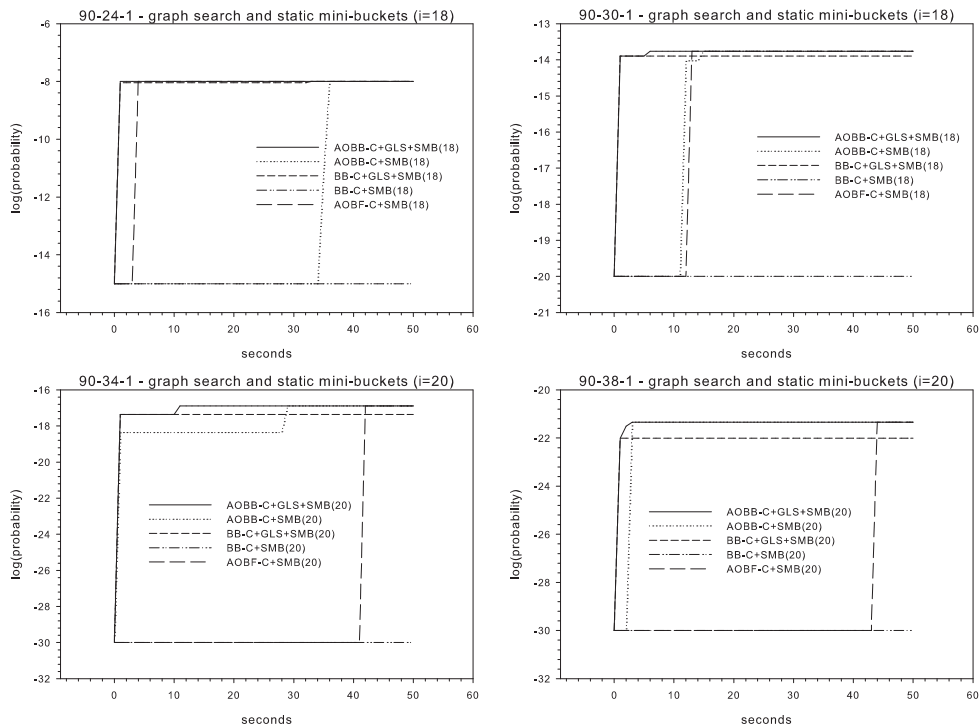 90-24-1 - graph search and static mini-buckets (i=18)
log(probability)
-6
-8
-10
-12
-14
-16
AOBB-C+GLS+SMB(18)
AOBB-C+SMB(18)
BB-C+GLS+SMB(18)
BB-C+SMB(18)
AOBF-C+SMB(18)
0 10 20 30 40 50 60
seconds
90-30-1 - graph search and static mini-buckets (i=18)
log(probability)
-13
-14
-15
-16
-17
-18
-19
-20
-21
AOBB-C+GLS+SMB(18)
AOBB-C+SMB(18)
BB-C+GLS+SMB(18)
BB-C+SMB(18)
AOBF-C+SMB(18)
0 10 20 30 40 50 60
seconds
90-34-1 - graph search and static mini-buckets (i=20)
log(probability)
-16
-18
-20
-22
-24
-26
-28
-30
-32
AOBB-C+GLS+SMB(20)
AOBB-C+SMB(20)
BB-C+GLS+SMB(20)
BB-C+SMB(20)
AOBF-C+SMB(20)
0 10 20 30 40 50 60
seconds
90-38-1 - graph search and static mini-buckets (i=20)
log(probability)
-20
-22
-24
-26
-28
-30
-32
AOBB-C+GLS+SMB(20)
AOBB-C+SMB(20)
BB-C+GLS+SMB(20)
BB-C+SMB(20)
AOBF-C+SMB(20)
0 10 20 30 40 50 60
seconds